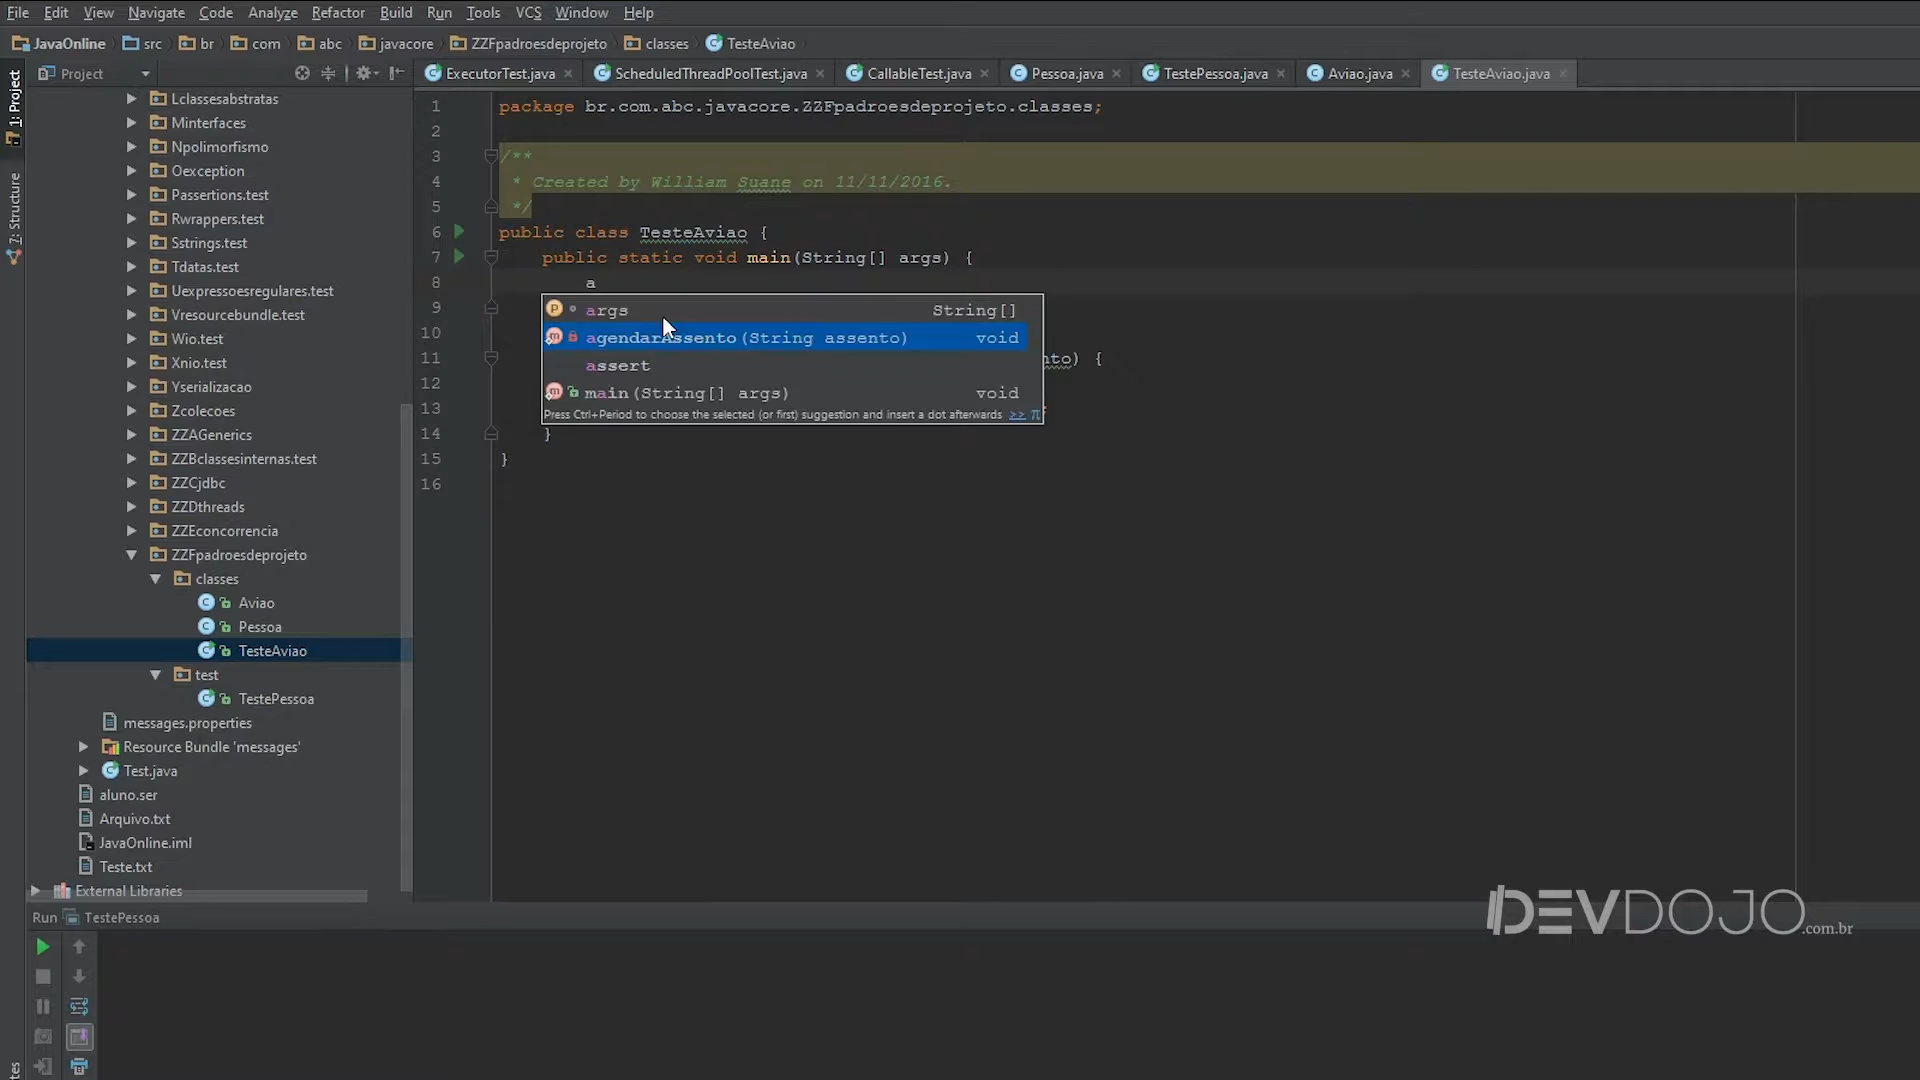 File Edit View Navigate Code Analyze Refactor Build Run Tools VCS Window Help
JavaOnline src br com abc javacore ZZFpadroesdeprojeto classes TesteAviao
1: Project
7: Structure
Project
ExecutorTest.java ScheduledThreadPoolTest.java CallableTest.java Pessoa.java TestePessoa.java Aviao.java TesteAviao.java
Lclassesabstratas
Minterfaces
Npolimorfismo
Oexception
Passertions.test
Rwrappers.test
Sstrings.test
Tdatas.test
Uexpressoesregulares.test
Vresourcebundle.test
Wio.test
Xnio.test
Yserializacao
Zcolecoes
ZZAGenerics
ZZBclassesinternas.test
ZZCjdbc
ZZDthreads
ZZEconcorrencia
ZZFpadroesdeprojeto
classes
Aviao
Pessoa
TesteAviao
test
TestePessoa
messages.properties
Resource Bundle 'messages'
Test.java
aluno.ser
Arquivo.txt
JavaOnline.iml
Teste.txt
External Libraries
1 package br.com.abc.javacore.ZZFpadroesdeprojeto.classes;
2
3 /**
4 * Created by William Suane on 11/11/2016.
5 */
6 public class TesteAviao {
7 public static void main(String[] args) {
8 a
9
10
11 nto) {
12
13
14 }
15 }
16
args String[]
agendarAssento(String assento) void
assert
main(String[] args) void
Press Ctrl+Period to choose the selected (or first) suggestion and insert a dot afterwards >> π
Run TestePessoa
DEVDOJO.com.br